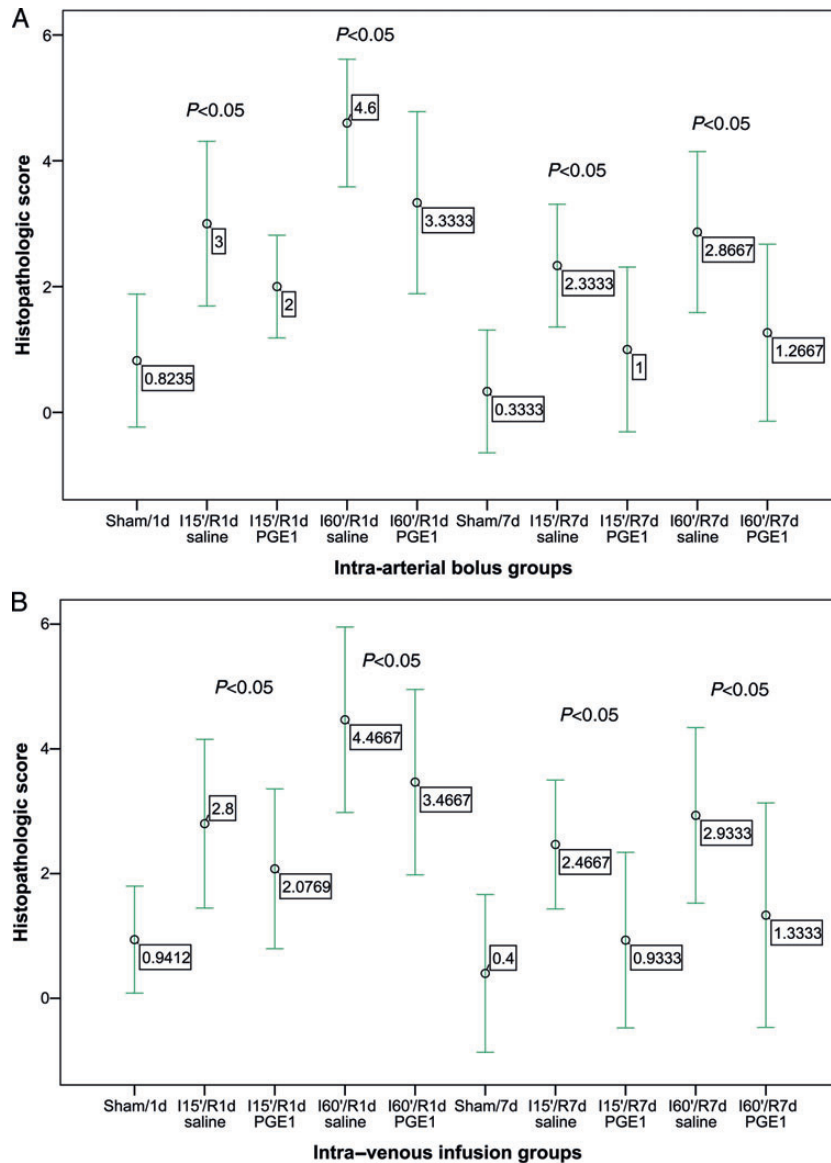 A
6
4
2
0
Histopathologic score
P<0.05
P<0.05
P<0.05
P<0.05
0.8235
3
2
4.6
3.3333
0.3333
2.3333
1
2.8667
1.2667
Sham/1d I15'/R1d I15'/R1d I60'/R1d I60'/R1d Sham/7d I15'/R7d I15'/R7d I60'/R7d I60'/R7d
saline PGE1 saline PGE1 saline PGE1 saline PGE1
Intra-arterial bolus groups
B
6
4
2
0
Histopathologic score
P<0.05
P<0.05
P<0.05
P<0.05
0.9412
2.8
2.0769
4.4667
3.4667
0.4
2.4667
0.9333
2.9333
1.3333
Sham/1d I15'/R1d I15'/R1d I60'/R1d I60'/R1d Sham/7d I15'/R7d I15'/R7d I60'/R7d I60'/R7d
saline PGE1 saline PGE1 saline PGE1 saline PGE1
Intra–venous infusion groups